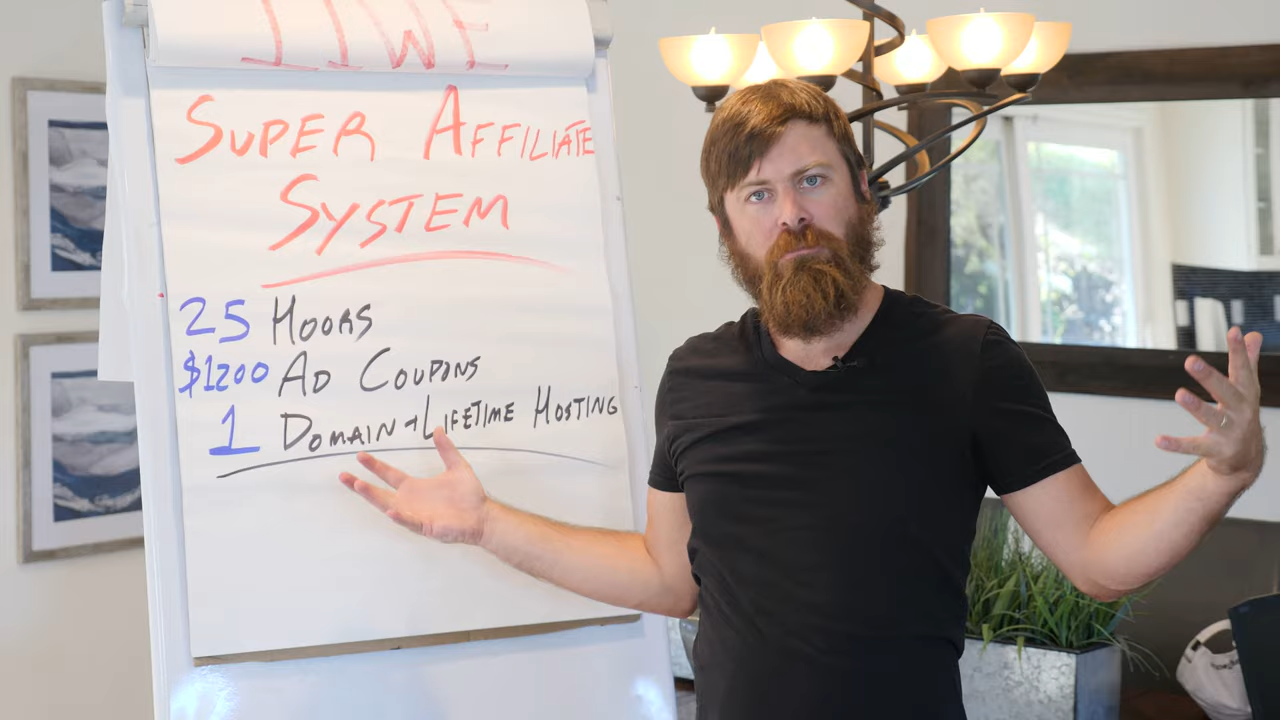 SUPER AFFILIATE
SYSTEM
25 HOURS
$1200 AD COUPONS
1 DOMAIN + LIFETIME HOSTING